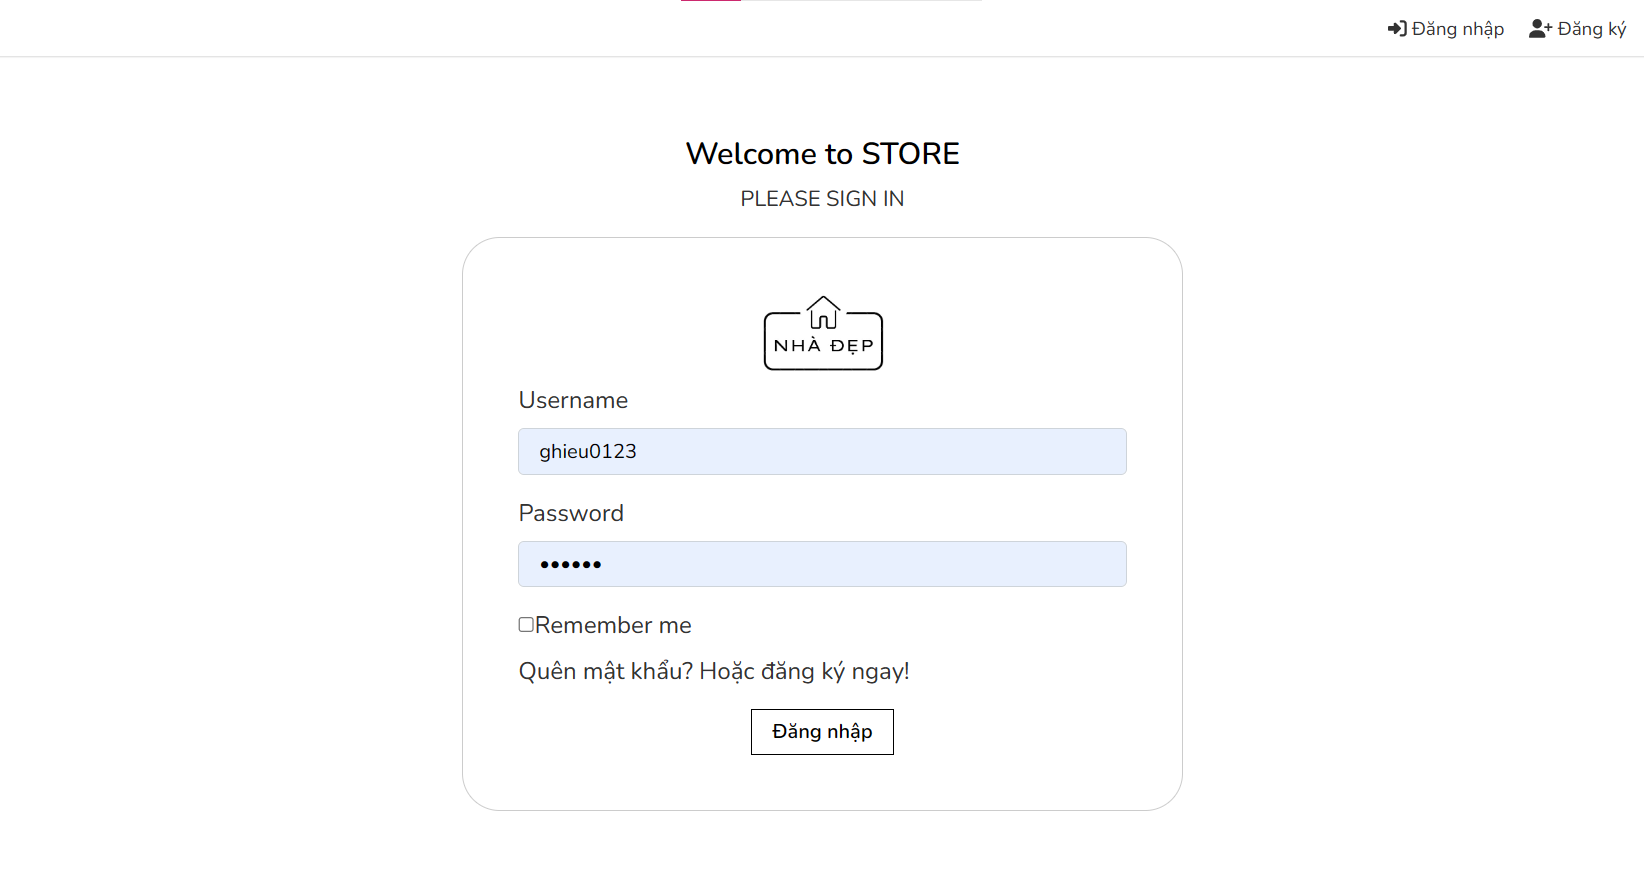 Đăng nhập Đăng ký
Welcome to STORE
PLEASE SIGN IN
NHÀ ĐẸP
Username
ghieu0123
Password
••••••
Remember me
Quên mật khẩu? Hoặc đăng ký ngay!
Đăng nhập